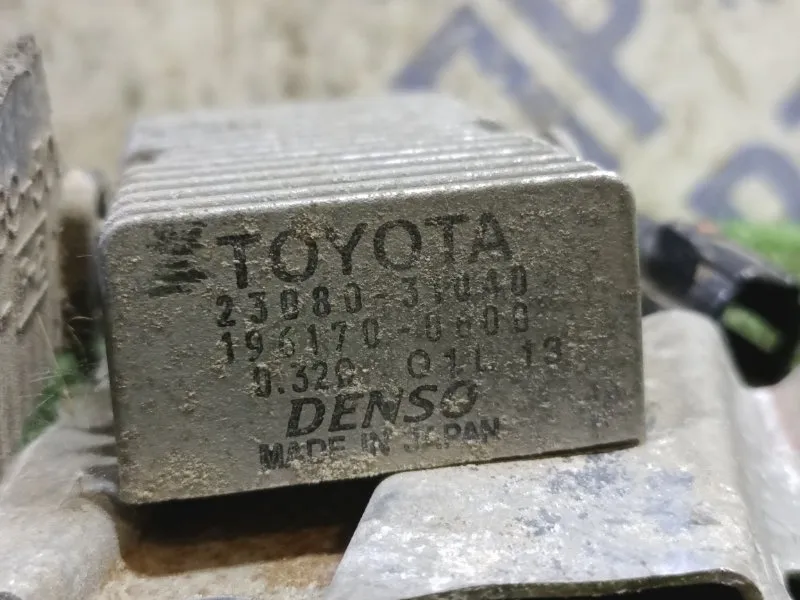 TOYOTA
23080-31040
196170-0800
0.32Ω 01L 13
DENSO
MADE IN JAPAN